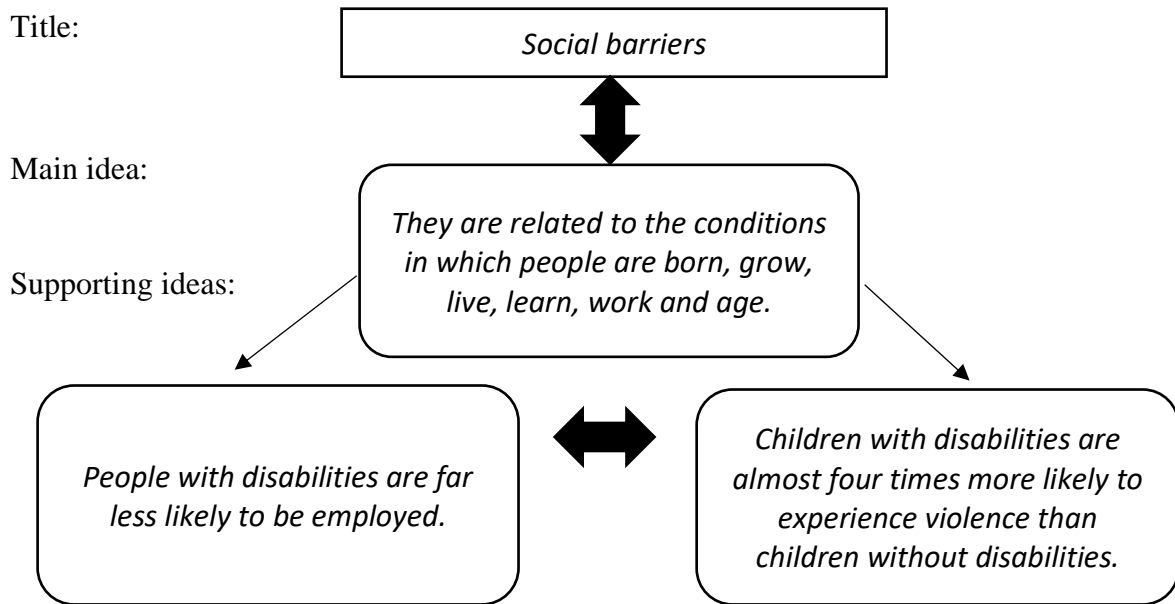 Title:
Social barriers
Main idea:
They are related to the conditions
in which people are born, grow,
live, learn, work and age.
Supporting ideas:
People with disabilities are far
less likely to be employed.
Children with disabilities are
almost four times more likely to
experience violence than
children without disabilities.